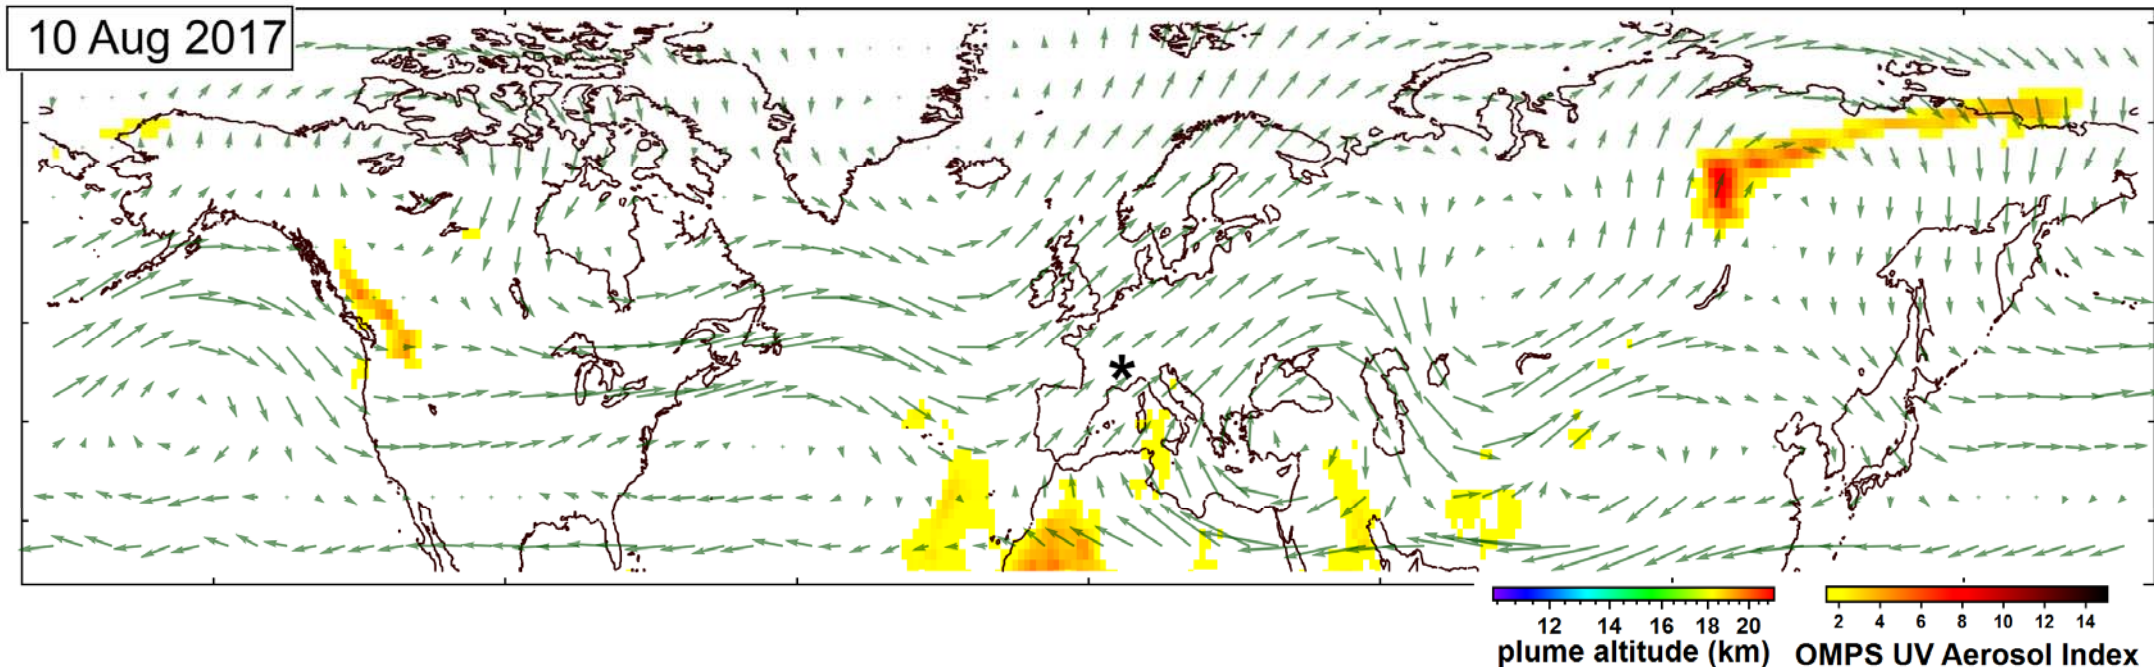 10 Aug 2017
*
12 14 16 18 20
plume altitude (km)
2 4 6 8 10 12 14
OMPS UV Aerosol Index